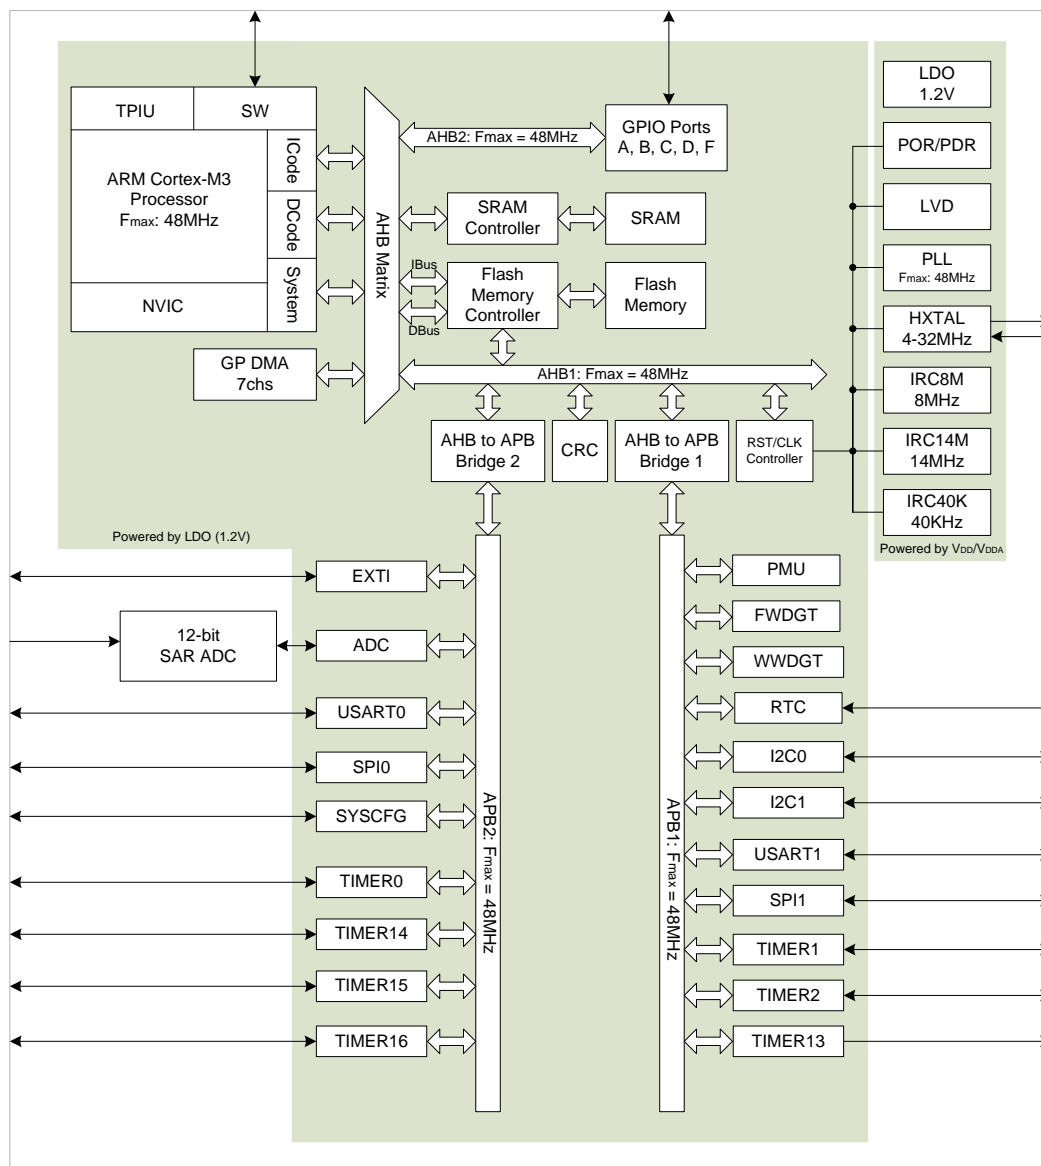 TPIU
SW
ARM Cortex-M3
Processor
Fmax: 48MHz
NVIC
ICode
DCode
System
GP DMA
7chs
AHB Matrix
AHB2: Fmax = 48MHz
GPIO Ports
A, B, C, D, F
SRAM
Controller
SRAM
IBus
DBus
Flash
Memory
Controller
Flash
Memory
AHB1: Fmax = 48MHz
AHB to APB
Bridge 2
CRC
AHB to APB
Bridge 1
RST/CLK
Controller
LDO
1.2V
POR/PDR
LVD
PLL
Fmax: 48MHz
HXTAL
4-32MHz
IRC8M
8MHz
IRC14M
14MHz
IRC40K
40KHz
Powered by VDD/VDDA
Powered by LDO (1.2V)
EXTI
12-bit
SAR ADC
ADC
USART0
SPI0
SYSCFG
TIMER0
TIMER14
TIMER15
TIMER16
APB2: Fmax = 48MHz
APB1: Fmax = 48MHz
PMU
FWDGT
WWDGT
RTC
I2C0
I2C1
USART1
SPI1
TIMER1
TIMER2
TIMER13